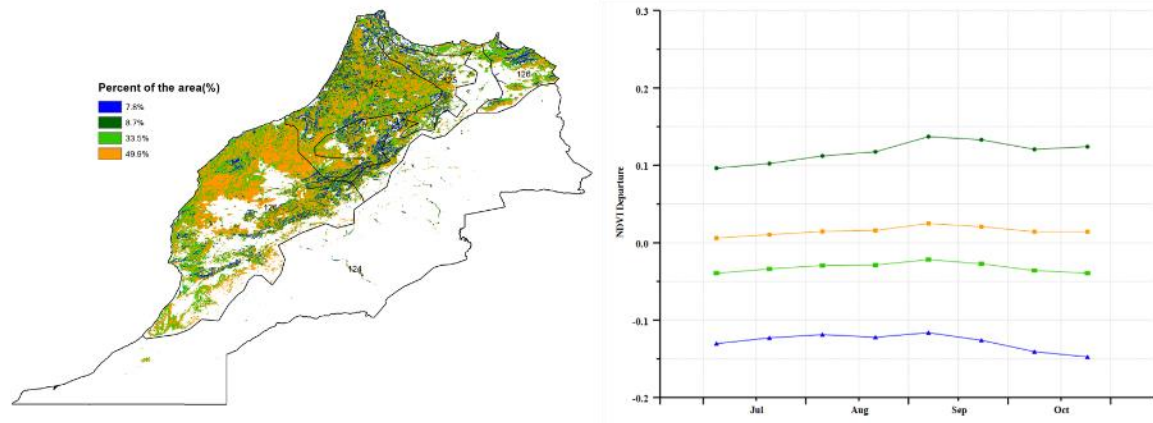 Percent of the area(%)
7.8%
8.7%
33.5%
49.9%
126
124
0.3
0.2
0.1
0.0
-0.1
-0.2
NDVI Departure
Jul
Aug
Sep
Oct